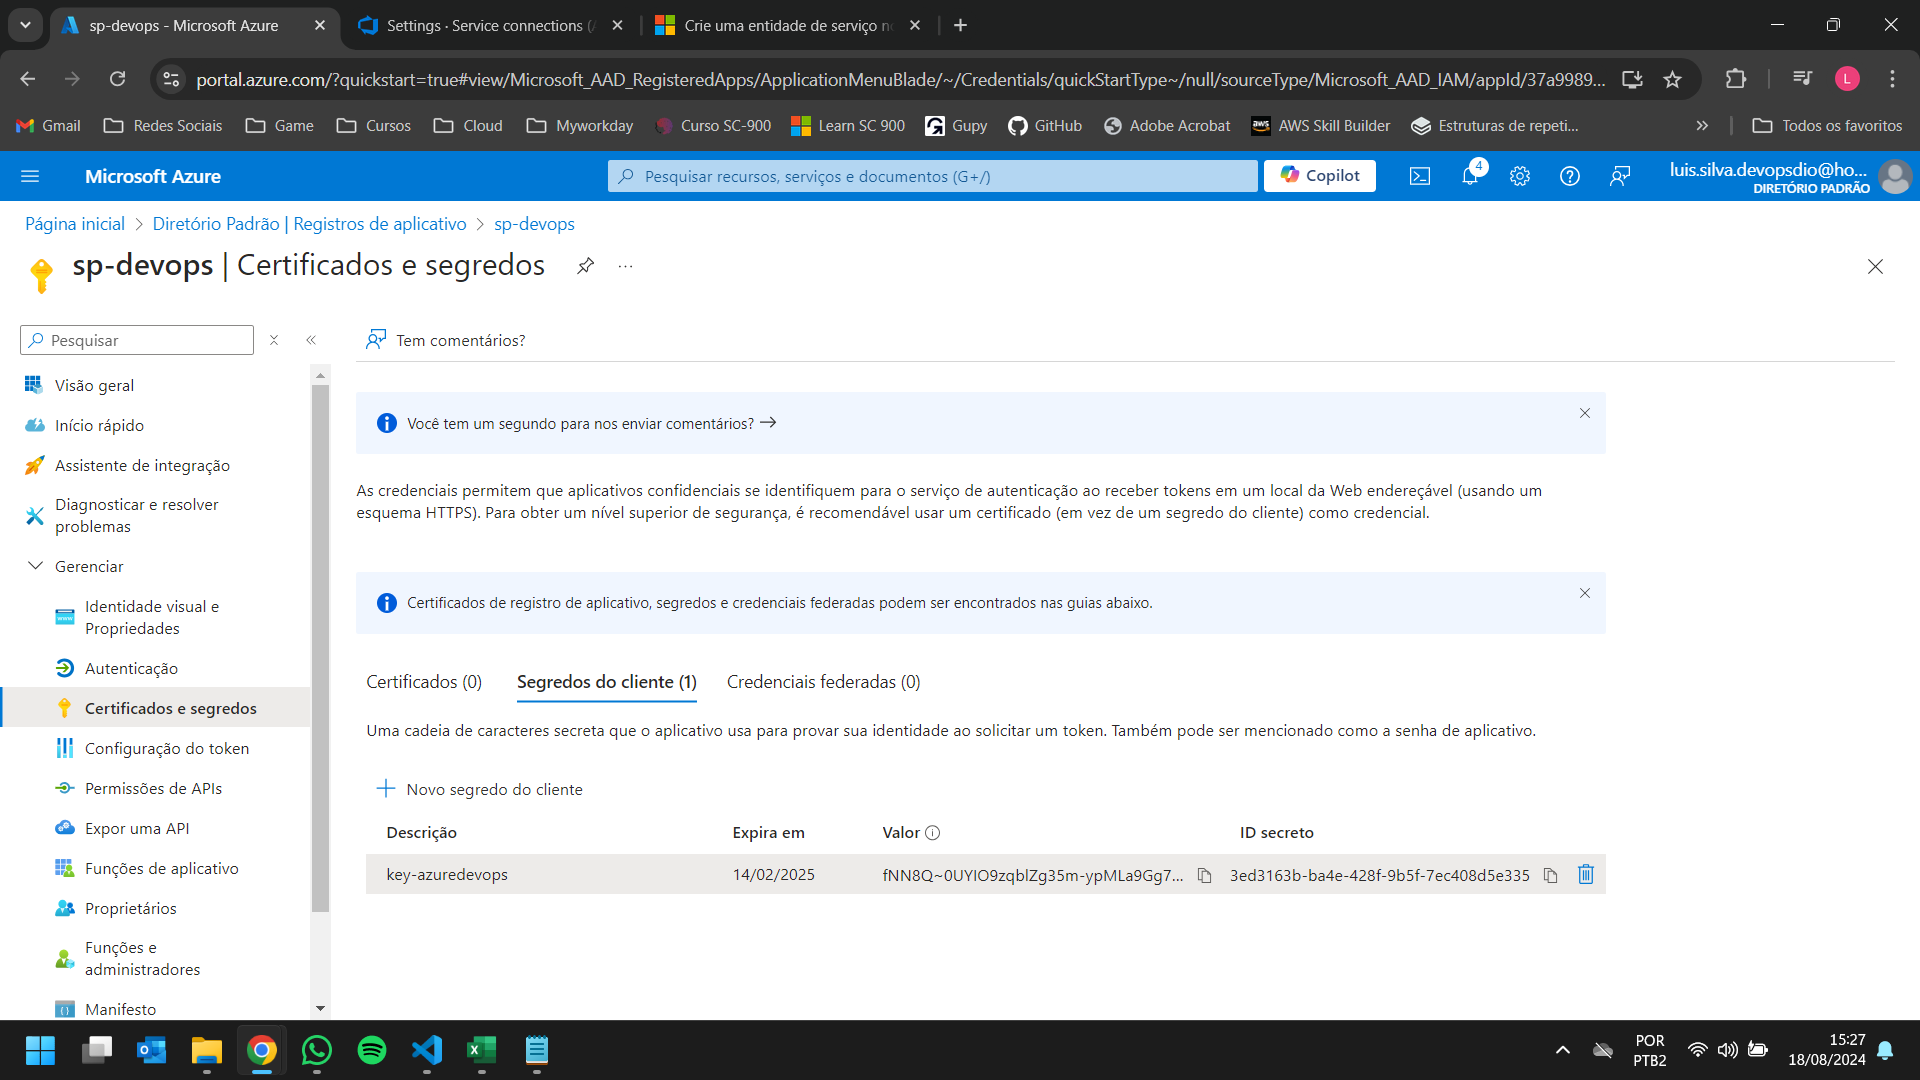 sp-devops - Microsoft Azure
Settings · Service connections (
Crie uma entidade de serviço n
portal.azure.com/?quickstart=true#view/Microsoft_AAD_RegisteredApps/ApplicationMenuBlade/~/Credentials/quickStartType~/null/sourceType/Microsoft_AAD_IAM/appId/37a9989...
L
Gmail
Redes Sociais
Game
Cursos
Cloud
Myworkday
Curso SC-900
Learn SC 900
Gupy
GitHub
Adobe Acrobat
aws
AWS Skill Builder
Estruturas de repeti...
Todos os favoritos
Microsoft Azure
Pesquisar recursos, serviços e documentos (G+/)
Copilot
4
luis.silva.devopsdio@ho...
DIRETÓRIO PADRÃO
Página inicial > Diretório Padrão | Registros de aplicativo > sp-devops
sp-devops | Certificados e segredos
Pesquisar
Tem comentários?
Visão geral
Início rápido
Assistente de integração
Diagnosticar e resolver
problemas
Gerenciar
Identidade visual e
Propriedades
Autenticação
Certificados e segredos
Configuração do token
Permissões de APIs
Expor uma API
Funções de aplicativo
Proprietários
Funções e
administradores
Manifesto
Você tem um segundo para nos enviar comentários?
As credenciais permitem que aplicativos confidenciais se identifiquem para o serviço de autenticação ao receber tokens em um local da Web endereçável (usando um
esquema HTTPS). Para obter um nível superior de segurança, é recomendável usar um certificado (em vez de um segredo do cliente) como credencial.
Certificados de registro de aplicativo, segredos e credenciais federadas podem ser encontrados nas guias abaixo.
Certificados (0)
Segredos do cliente (1)
Credenciais federadas (0)
Uma cadeia de caracteres secreta que o aplicativo usa para provar sua identidade ao solicitar um token. Também pode ser mencionado como a senha de aplicativo.
Novo segredo do cliente
Descrição
Expira em
Valor
ID secreto
key-azuredevops
14/02/2025
fNN8Q~0UYIO9zqblZg35m-ypMLa9Gg7...
3ed3163b-ba4e-428f-9b5f-7ec408d5e335
POR
PTB2
15:27
18/08/2024